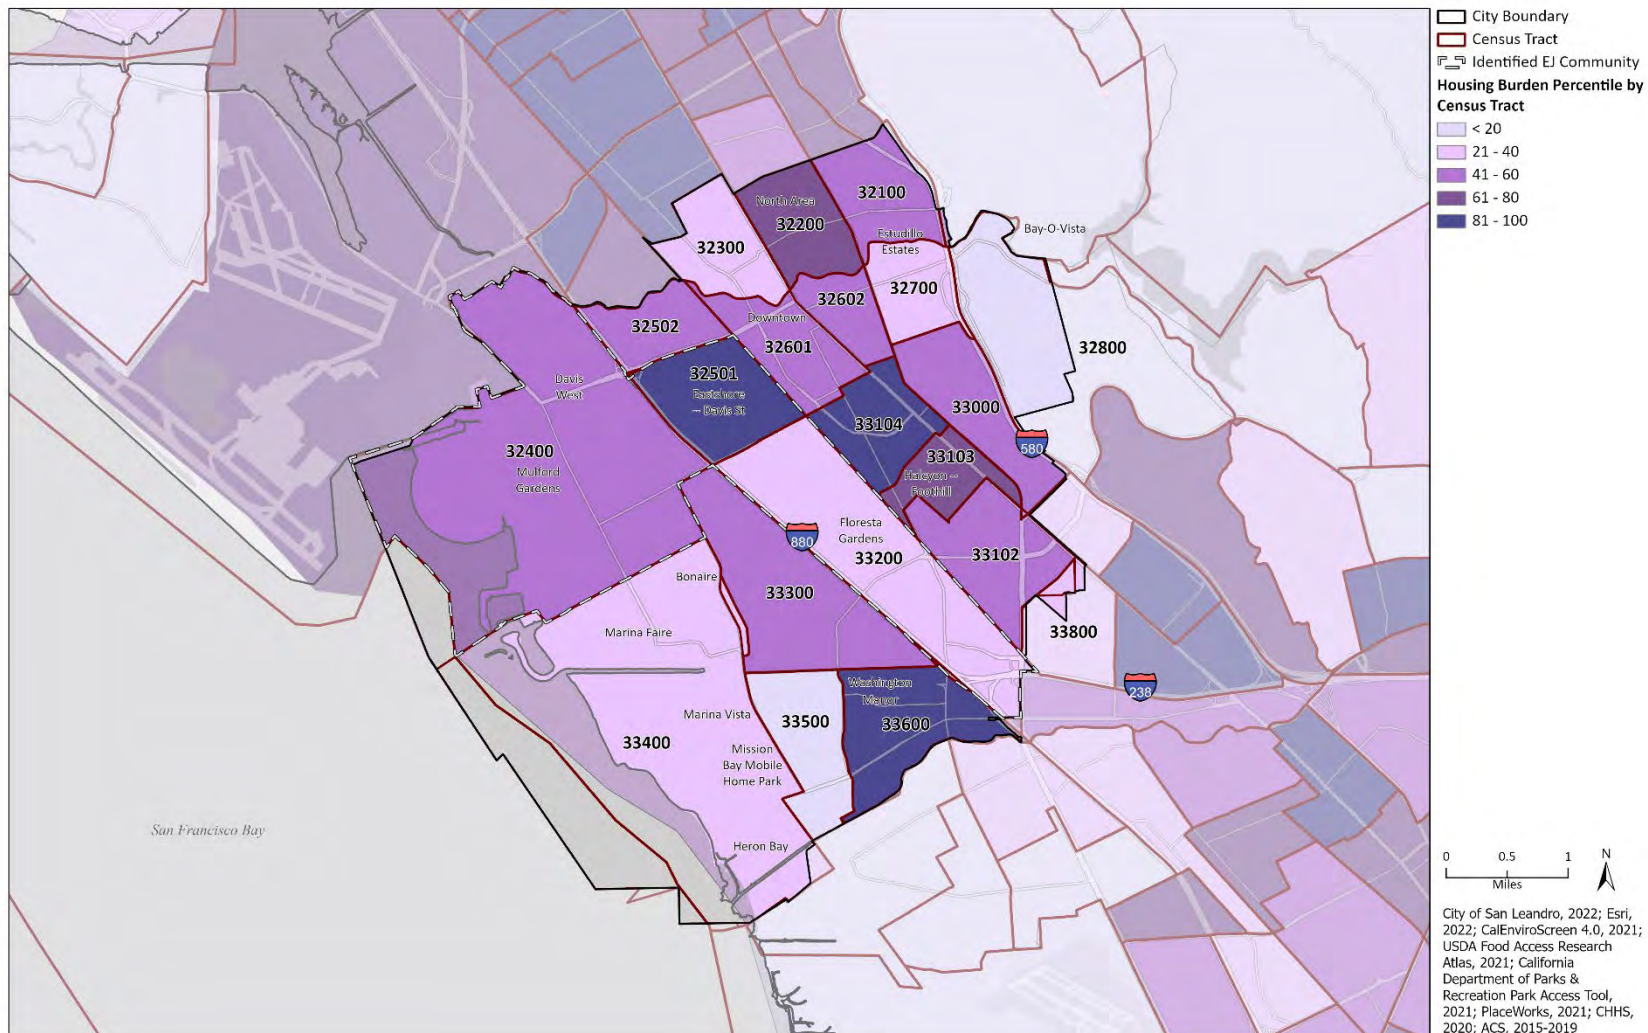 City Boundary
Census Tract
Identified EJ Community
Housing Burden Percentile by
Census Tract
< 20
21 - 40
41 - 60
61 - 80
81 - 100
32100
North Area
32200
Bay-O-Vista
Estudillo
Estates
32300
32700
32602
Downtown
32502
32601
32800
32501
Davis
West
Eastshore
– Davis St
33000
33104
580
32400
33103
Mulford
Gardens
Halcyon –
Foothill
Floresta
Gardens
880
33200
33102
Bonaire
33300
Marina Faire
33800
Washington
Manor
238
Marina Vista
33500
33600
33400
Mission
Bay Mobile
Home Park
San Francisco Bay
Heron Bay
0 0.5 1
Miles
N
City of San Leandro, 2022; Esri,
2022; CalEnviroScreen 4.0, 2021;
USDA Food Access Research
Atlas, 2021; California
Department of Parks &
Recreation Park Access Tool,
2021; PlaceWorks, 2021; CHHS,
2020; ACS, 2015-2019